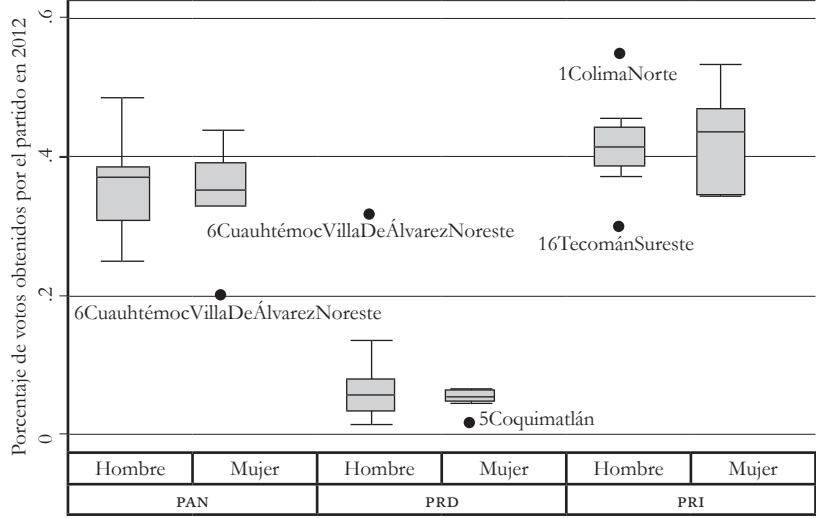 Porcentaje de votos obtenidos por el partido en 2012
.6
.4
.2
0
1ColimaNorte
6CuauhtémocVillaDeÁlvarezNoreste
16TecománSureste
6CuauhtémocVillaDeÁlvarezNoreste
5Coquimatlán
Hombre Mujer Hombre Mujer Hombre Mujer
PAN PRD PRI